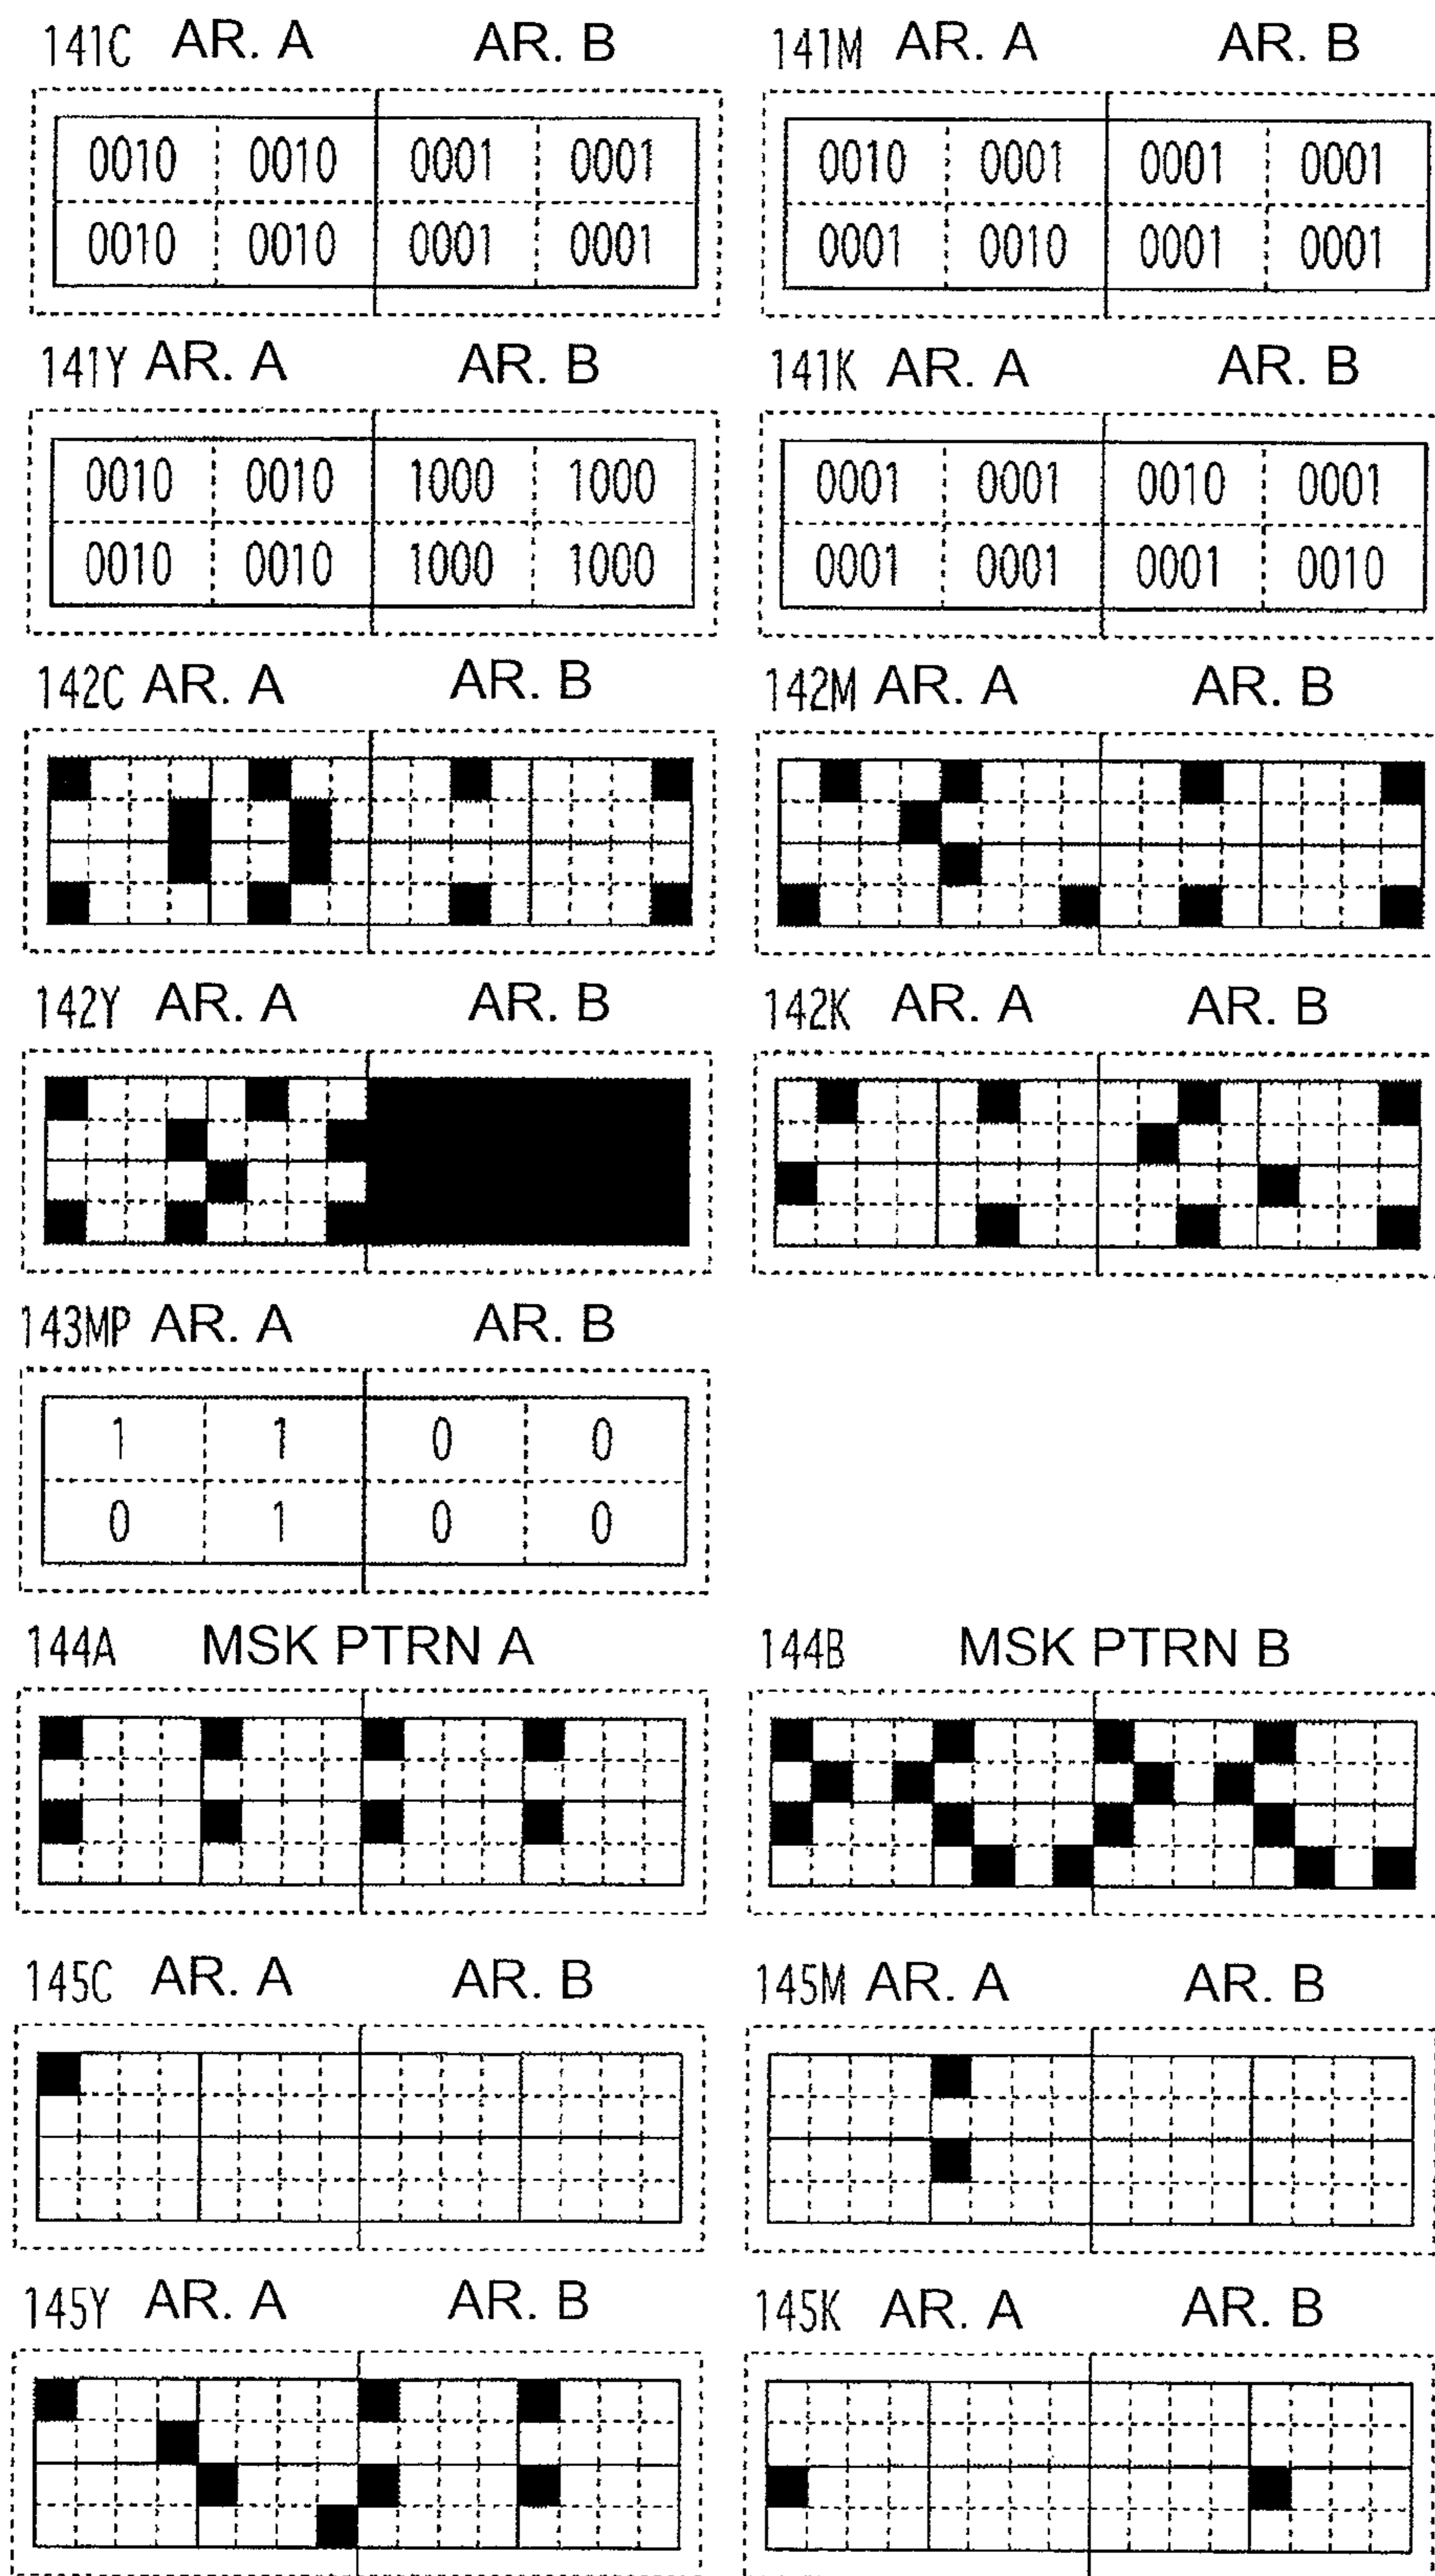 141C AR. A AR. B 141M AR. A AR. B
0010 0010 0001 0001 0010 0001 0001 0001
0010 0010 0001 0001 0001 0010 0001 0001
141Y AR. A AR. B 141K AR. A AR. B
0010 0010 1000 1000 0001 0001 0010 0001
0010 0010 1000 1000 0001 0001 0001 0010
142C AR. A AR. B 142M AR. A AR. B
142Y AR. A AR. B 142K AR. A AR. B
143MP AR. A AR. B
1 1 0 0
0 1 0 0
144A MSK PTRN A 144B MSK PTRN B
145C AR. A AR. B 145M AR. A AR. B
145Y AR. A AR. B 145K AR. A AR. B